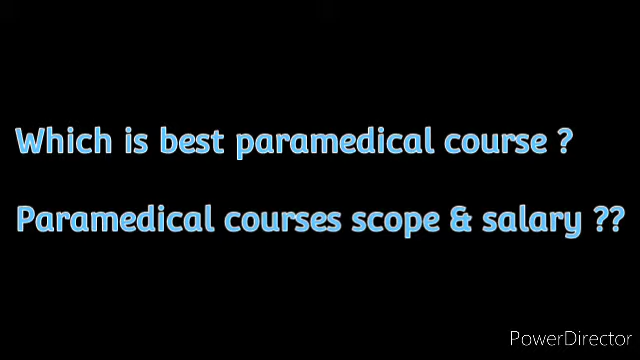 Which is best paramedical course ?
Paramedical courses scope & salary ??
PowerDirector